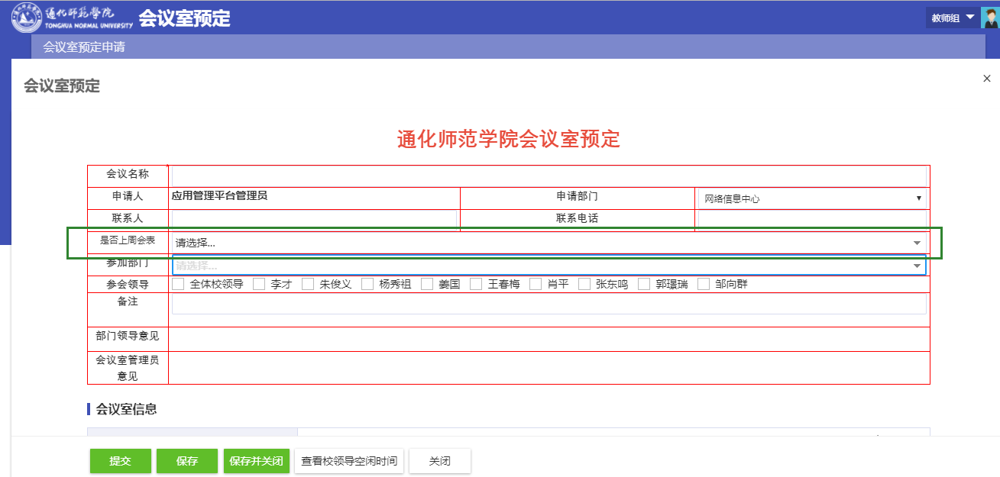 通化师范学院
TONGHUA NORMAL UNIVERSITY
会议室预定
教师组
会议室预定申请
会议室预定
通化师范学院会议室预定
会议名称
申请人 应用管理平台管理员 申请部门 网络信息中心
联系人 联系电话
是否上周会表 请选择...
参加部门 请选择...
参会领导 全体校领导 李才 朱俊义 杨秀祖 姜国 王春梅 肖平 张东鸣 郭璟瑞 邹向群
备注
部门领导意见
会议室管理员
意见
会议室信息
提交 保存 保存并关闭 查看校领导空闲时间 关闭